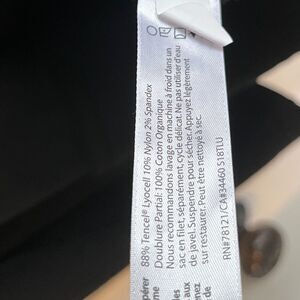 88% Tencel® Lyocell 10% Nylon 2% Spandex
Doublure Partial: 100% Coton Organique
Nous recommandons lavage en machine à froid dans un
sac en filet, séparément, cycle délicat. Ne pas utiliser d'eau
de javel. Suspendre pour sécher. Appuyez légèrement
sur restaurer. Peut être nettoyé à sec.
RN#78121/CA#34460 S18TLU